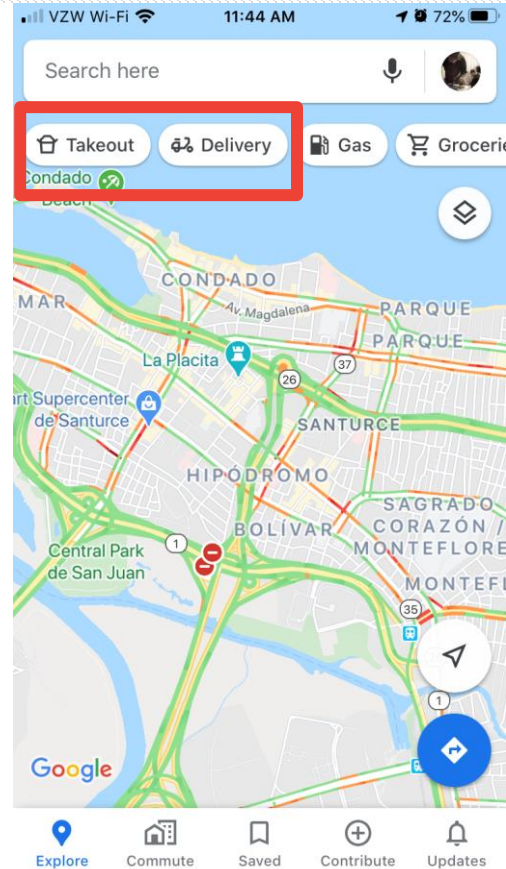 VZW Wi-Fi 11:44 AM 72%
Search here
Takeout Delivery Gas Grocerie
Condado
Beach
CONDADO
MAR
Av. Magdalena
PARQUE
PARQUE
La Placita
37
26
art Supercenter
de Santurce
SANTURCE
HIPÓDROMO
SAGRADO
BOLÍVAR
CORAZÓN /
MONTEFLORE
1
Central Park
de San Juan
MONTEFL
35
1
Google
Explore Commute Saved Contribute Updates